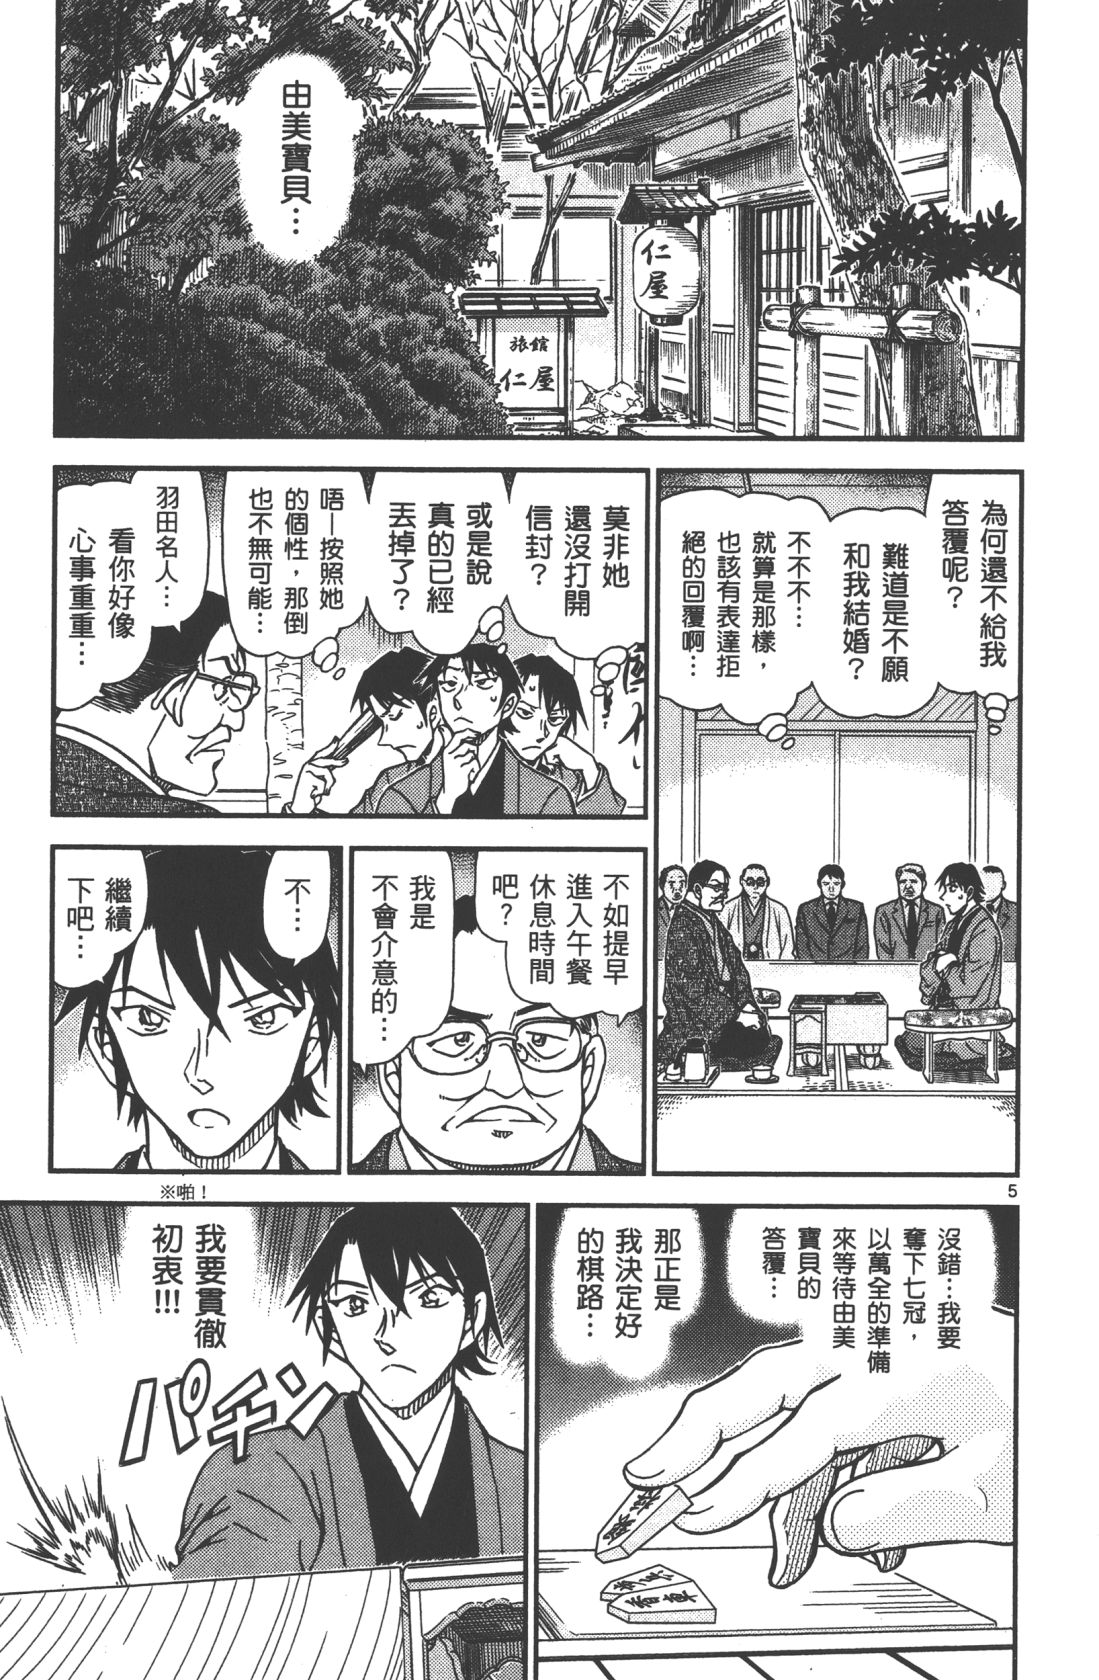 由美寶貝…
仁屋
旅館
仁屋
為何還不給我
答覆呢？
難道是不願
和我結婚？
不不不…
就算是那樣，
也該有表達拒
絕的回覆啊…
莫非她
還沒打開
信封？
或是說
真的已經
丟掉了？
唔—按照她
的個性，那倒
也不無可能…
羽田名人…
看你好像
心事重重…
不如提早
進入午餐
休息時間
吧？
我是
不會介意的…
不…
繼續
下吧…
5
沒錯…我要
奪下七冠，
以萬全的準備
來等待由美
寶貝的
答覆…
那正是
我決定好
的棋路…
※啪！
我要貫徹
初衷!!!
パチン